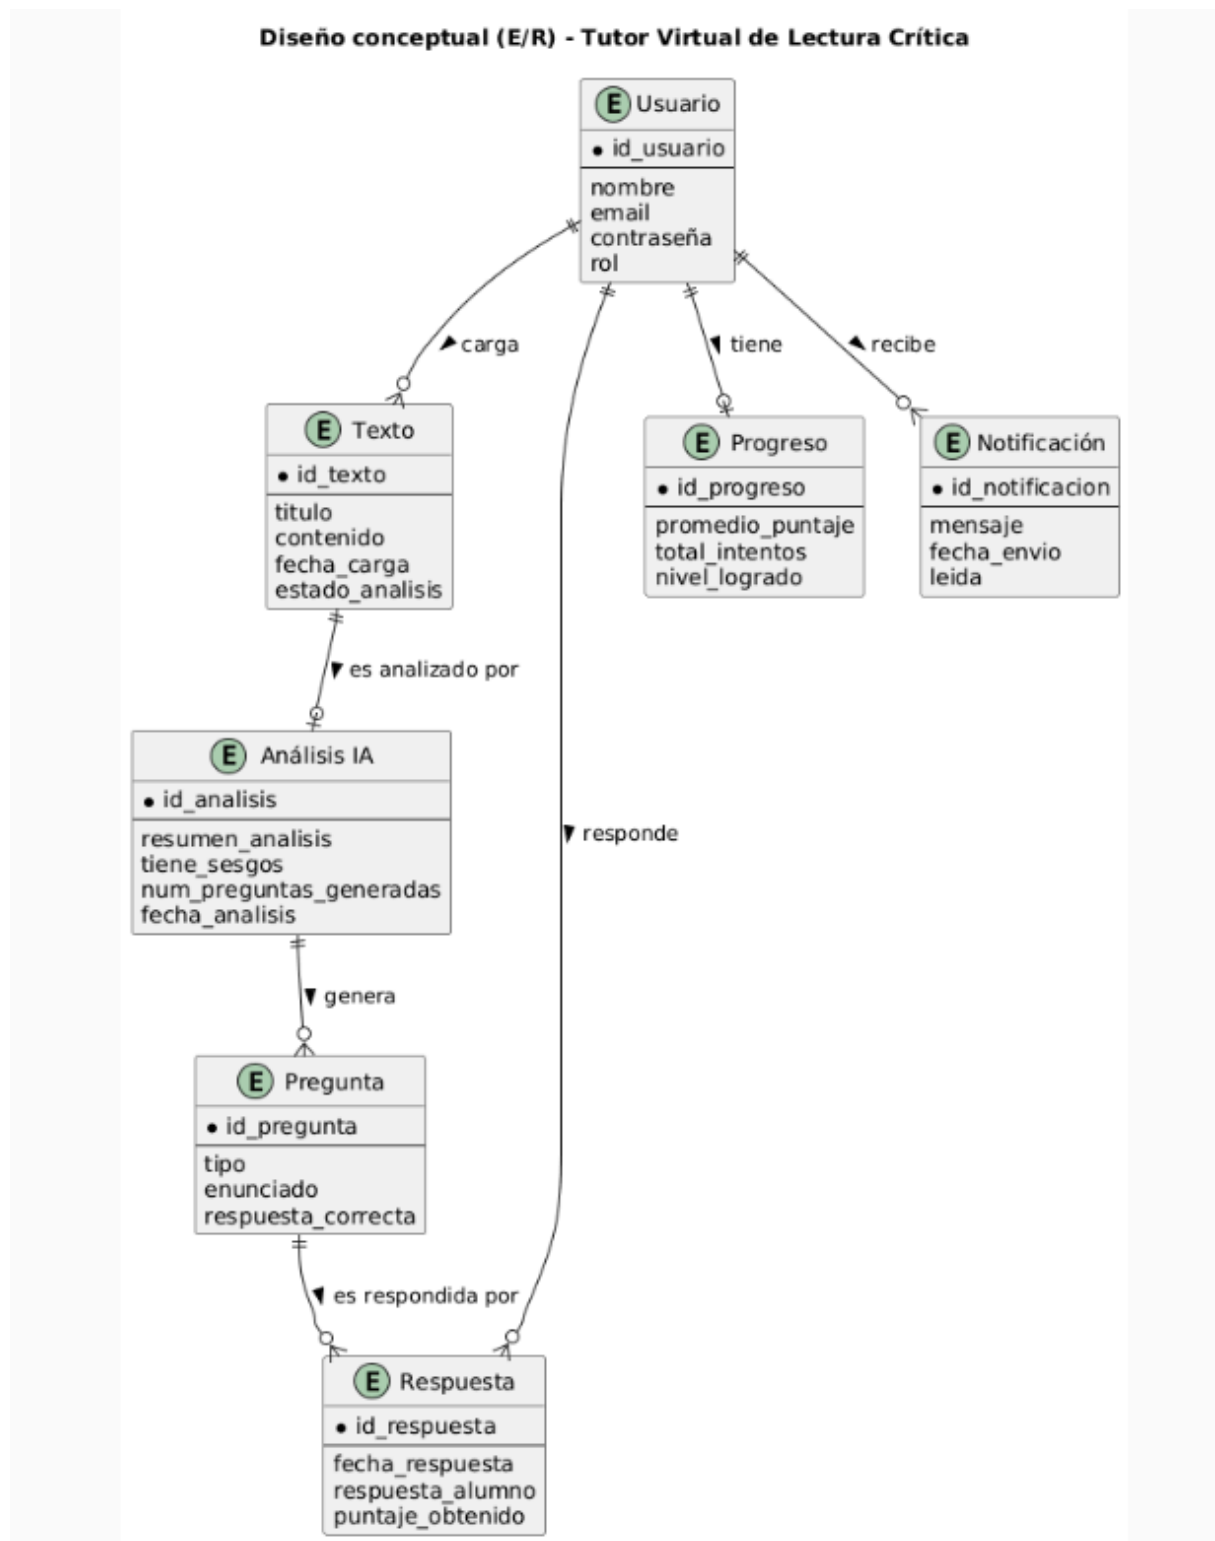 Diseño conceptual (E/R) - Tutor Virtual de Lectura Crítica
E Usuario
id_usuario
nombre
email
contraseña
rol
carga
tiene
recibe
E Texto
id_texto
titulo
contenido
fecha_carga
estado_analisis
E Progreso
id_progreso
promedio_puntaje
total_intentos
nivel_logrado
E Notificación
id_notificacion
mensaje
fecha_envio
leida
es analizado por
E Análisis IA
id_analisis
resumen_analisis
tiene_sesgos
num_preguntas_generadas
fecha_analisis
responde
genera
E Pregunta
id_pregunta
tipo
enunciado
respuesta_correcta
es respondida por
E Respuesta
id_respuesta
fecha_respuesta
respuesta_alumno
puntaje_obtenido